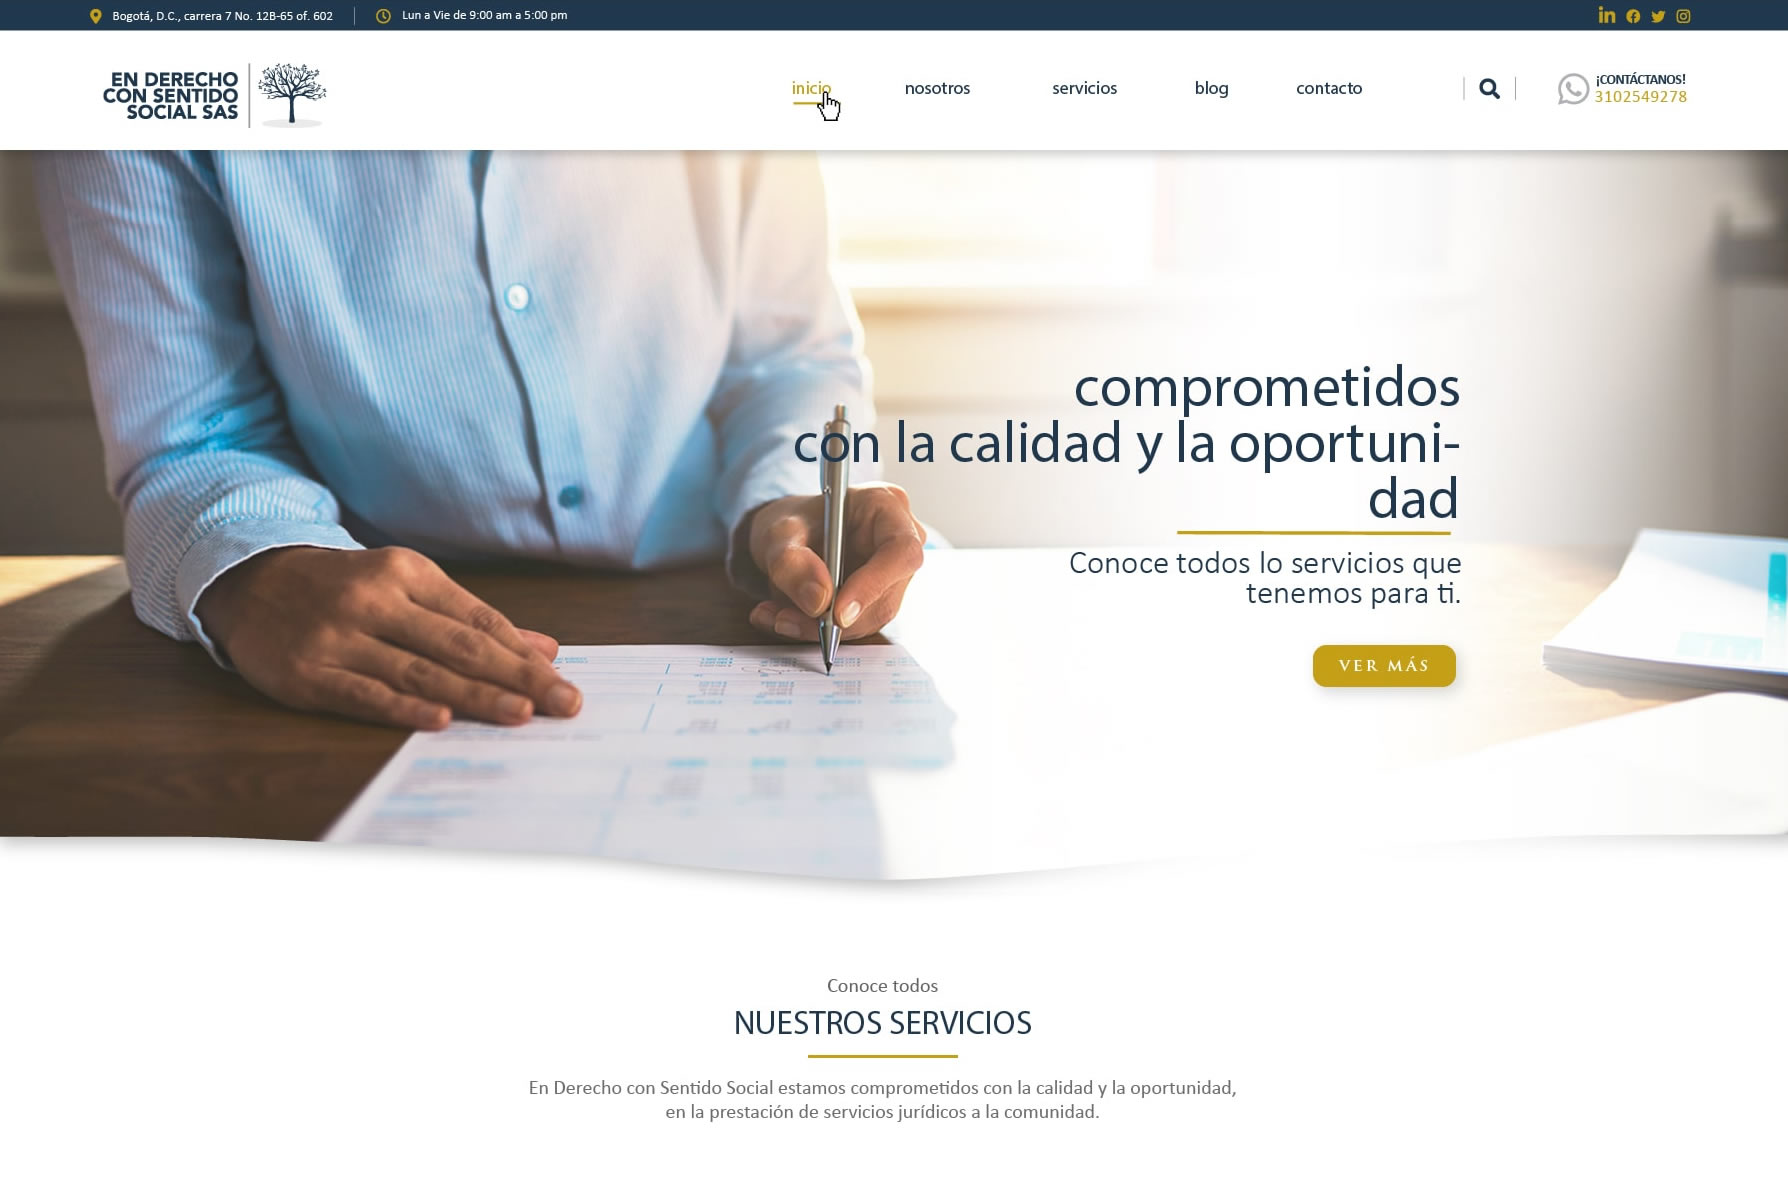 Bogotá, D.C., carrera 7 No. 12B-65 of. 602
Lun a Vie de 9:00 am a 5:00 pm
EN DERECHO
CON SENTIDO
SOCIAL SAS
inicio
nosotros
servicios
blog
contacto
¡CONTÁCTANOS!
3102549278
comprometidos
con la calidad y la oportuni-
dad
Conoce todos lo servicios que
tenemos para ti.
VER MÁS
Conoce todos
NUESTROS SERVICIOS
En Derecho con Sentido Social estamos comprometidos con la calidad y la oportunidad,
en la prestación de servicios jurídicos a la comunidad.